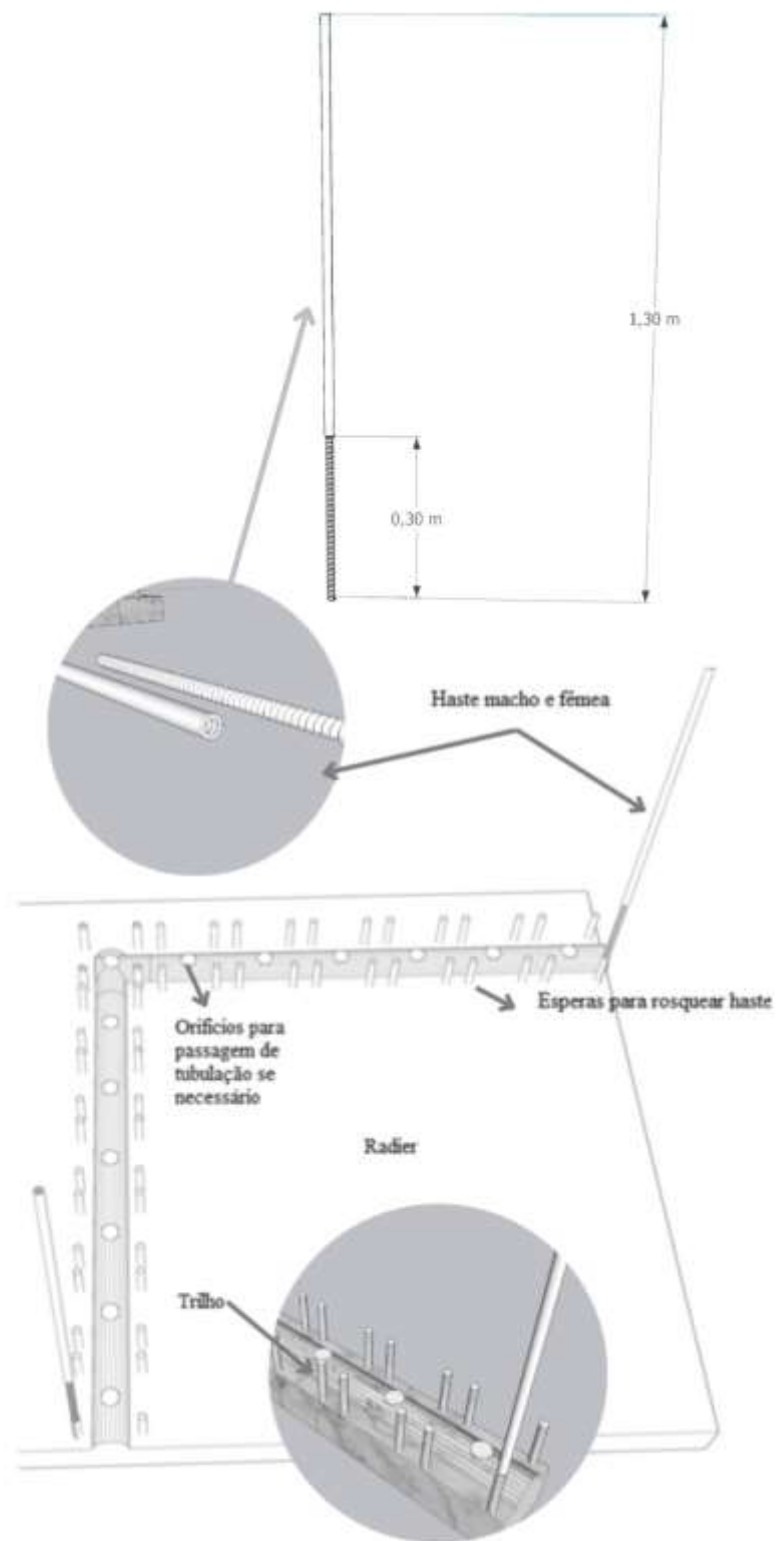 1,30 m
0,30 m
Haste macho e fêmea
Esperas para rosquear haste
Orifícios para
passagem de
tubulação se
necessário
Radier
Trilho